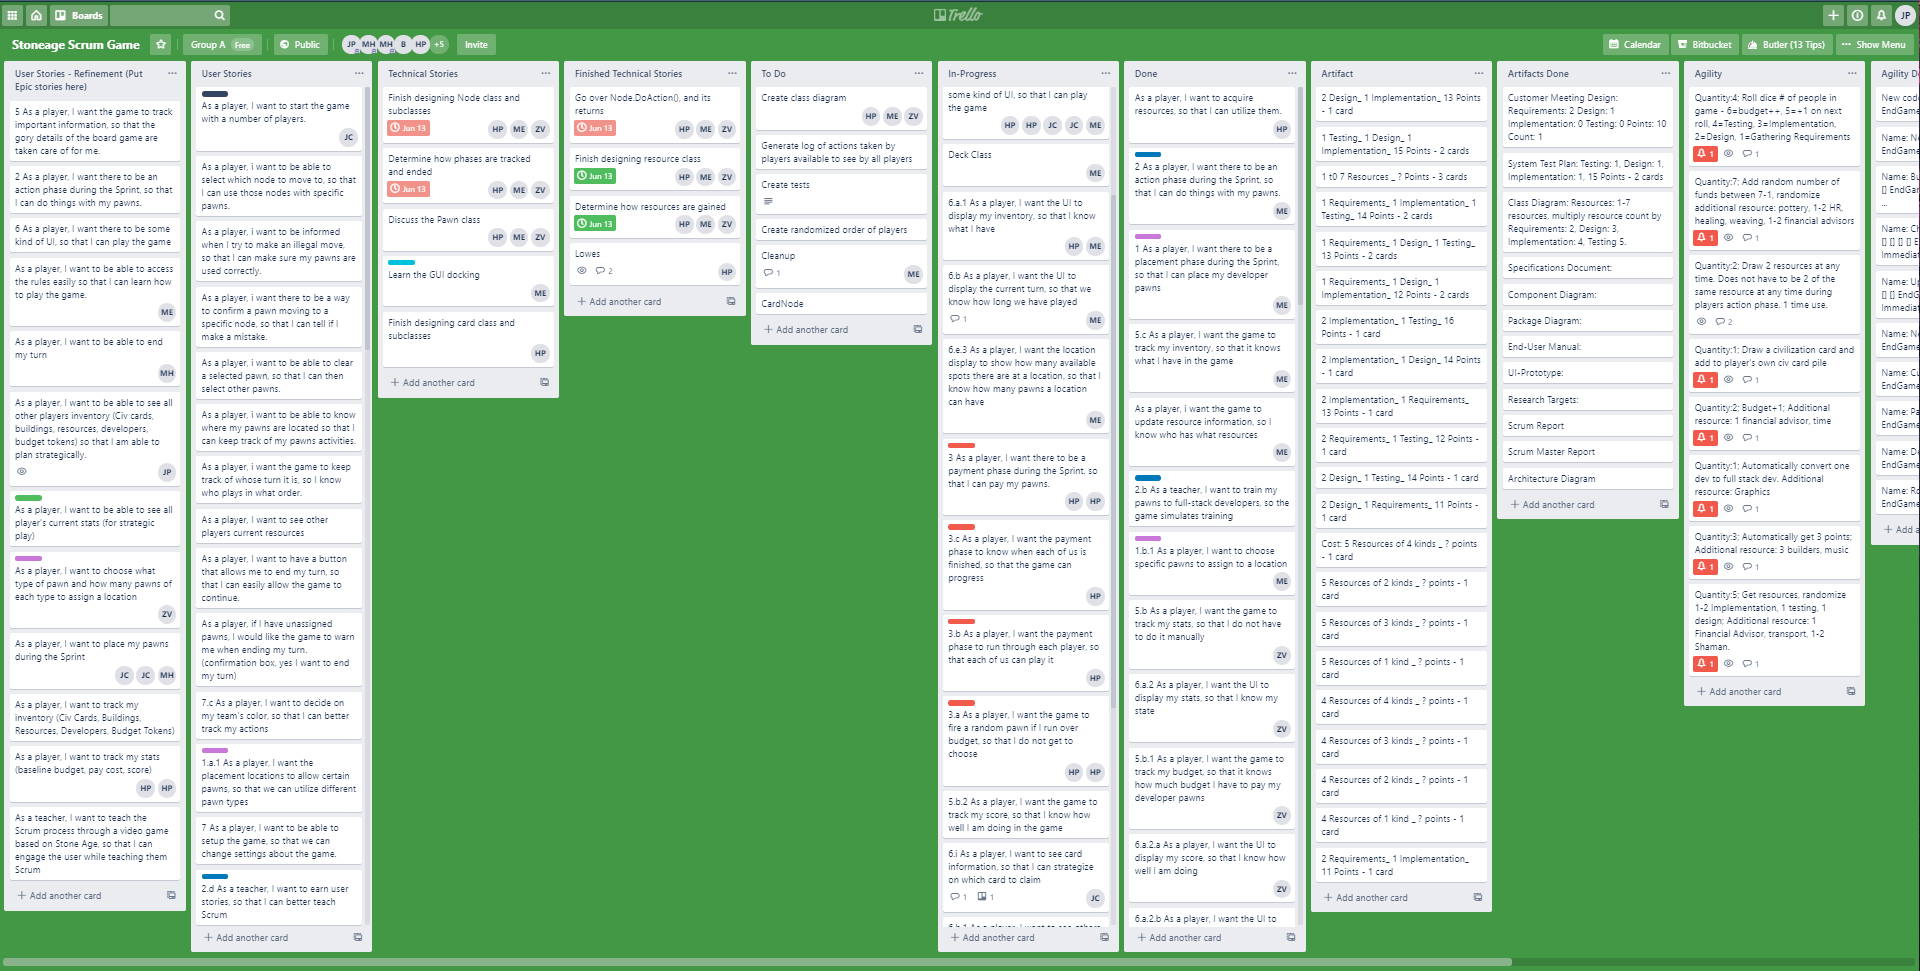 Boards
Trello
JP
Stoneage Scrum Game
Group A Free
Public
JP MH MH B HP +5
Invite
Calendar
Bitbucket
Butler (13 Tips)
··· Show Menu
User Stories - Refinement (Put
Epic stories here)
5 As a player, I want the game to track
important information, so that the
gory details of the board game are
taken care of for me.
2 As a player, I want there to be an
action phase during the Sprint, so that
I can do things with my pawns.
6 As a player, I want there to be some
kind of UI, so that I can play the game
As a player, I want to be able to access
the rules easily so that I can learn how
to play the game.
ME
As a player, I want to be able to end
my turn
MH
As a player, I want to be able to see all
other players inventory (Civ cards,
buildings, resources, developers,
budget tokens) so that I am able to
plan strategically.
JP
As a player, I want to be able to see all
player's current stats (for strategic
play)
As a player, I want to choose what
type of pawn and how many pawns of
each type to assign a location
ZV
As a player, I want to place my pawns
during the Sprint
JC JC MH
As a player, I want to track my
inventory (Civ Cards, Buildings,
Resources, Developers, Budget Tokens)
As a player, I want to track my stats
(baseline budget, pay cost, score)
HP HP
As a teacher, I want to teach the
Scrum process through a video game
based on Stone Age, so that I can
engage the user while teaching them
Scrum
+ Add another card
User Stories
As a player, I want to start the game
with a number of players.
JC
As a player, i want to be able to
select which node to move to, so that
I can use those nodes with specific
pawns.
As a player, i want to be informed
when I try to make an illegal move,
so that I can make sure my pawns are
used correctly.
As a player, i want there to be a way
to confirm a pawn moving to a
specific node, so that I can tell if I
make a mistake.
As a player, i want to be able to clear
a selected pawn, so that I can then
select other pawns.
As a player, i want to be able to know
where my pawns are located so that I
can keep track of my pawns activities.
As a player, i want the game to keep
track of whose turn it is, so I know
who plays in what order.
As a player, I want to see other
players current resources
As a player, I want to have a button
that allows me to end my turn, so
that I can easily allow the game to
continue.
As a player, if I have unassigned
pawns, I would like the game to warn
me when ending my turn.
(confirmation box, yes I want to end
my turn)
7.c As a player, I want to decide on
my team's color, so that I can better
track my actions
1.a.1 As a player, I want the
placement locations to allow certain
pawns, so that we can utilize different
pawn types
7 As a player, I want to be able to
setup the game, so that we can
change settings about the game.
2.d As a teacher, I want to earn user
stories, so that I can better teach
Scrum
+ Add another card
Technical Stories
Finish designing Node class and
subclasses
Jun 13
HP ME ZV
Determine how phases are tracked
and ended
Jun 13
HP ME ZV
Discuss the Pawn class
HP ME ZV
Learn the GUI docking
ME
Finish designing card class and
subclasses
HP
+ Add another card
Finished Technical Stories
Go over Node.DoAction(), and its
returns
Jun 13
HP ME ZV
Finish designing resource class
Jun 13
HP ME ZV
Determine how resources are gained
Jun 13
HP ME ZV
Lowes
2
HP
+ Add another card
To Do
Create class diagram
HP ME ZV
Generate log of actions taken by
players available to see by all players
Create tests
Create randomized order of players
Cleanup
1
ME
CardNode
+ Add another card
In-Progress
some kind of UI, so that I can play
the game
HP HP JC JC ME
Deck Class
ME
6.a.1 As a player, I want the UI to
display my inventory, so that I know
what I have
HP ME
6.b As a player, I want the UI to
display the current turn, so that we
know how long we have played
1
ME
6.e.3 As a player, I want the location
display to show how many available
spots there are at a location, so that I
know how many pawns a location
can have
ME
3 As a player, I want there to be a
payment phase during the Sprint, so
that I can pay my pawns.
HP HP
3.c As a player, I want the payment
phase to know when each of us is
finished, so that the game can
progress
HP
3.b As a player, I want the payment
phase to run through each player, so
that each of us can play it
HP
3.a As a player, I want the game to
fire a random pawn if I run over
budget, so that I do not get to
choose
HP HP
5.b.2 As a player, I want the game to
track my score, so that I know how
well I am doing in the game
6.i As a player, I want to see card
information, so that I can strategize
on which card to claim
1 1
JC
+ Add another card
Done
As a player, I want to acquire
resources, so that I can utilize them.
HP
2 As a player, I want there to be an
action phase during the Sprint, so
that I can do things with my pawns.
ME
1 As a player, I want there to be a
placement phase during the Sprint,
so that I can place my developer
pawns
ME
5.c As a player, I want the game to
track my inventory, so that it knows
what I have in the game
ME
As a player, i want the game to
update resource information, so I
know who has what resources
ME
2.b As a teacher, I want to train my
pawns to full-stack developers, so the
game simulates training
1.b.1 As a player, I want to choose
specific pawns to assign to a location
ME
5.b As a player, I want the game to
track my stats, so that I do not have
to do it manually
ZV
6.a.2 As a player, I want the UI to
display my stats, so that I know my
state
ZV
5.b.1 As a player, I want the game to
track my budget, so that it knows
how much budget I have to pay my
developer pawns
ZV
6.a.2.a As a player, I want the UI to
display my score, so that I know how
well I am doing
ZV
6.a.2.b As a player, I want the UI to
+ Add another card
Artifact
2 Design_ 1 Implementation_ 13 Points
- 1 card
1 Testing_ 1 Design_ 1
Implementation_ 15 Points - 2 cards
1 t0 7 Resources _ ? Points - 3 cards
1 Requirements_ 1 Implementation_ 1
Testing_ 14 Points - 2 cards
1 Requirements_ 1 Design_ 1 Testing_
13 Points - 2 cards
1 Requirements_ 1 Design_ 1
Implementation_ 12 Points - 2 cards
2 Implementation_ 1 Testing_ 16
Points - 1 card
2 Implementation_ 1 Design_ 14 Points
- 1 card
2 Implementation_ 1 Requirements_
13 Points - 1 card
2 Requirements_ 1 Testing_ 12 Points -
1 card
2 Design_ 1 Testing_ 14 Points - 1 card
2 Design_ 1 Requirements_ 11 Points -
1 card
Cost: 5 Resources of 4 kinds _ ? points
- 1 card
5 Resources of 2 kinds _ ? points - 1
card
5 Resources of 3 kinds _ ? points - 1
card
5 Resources of 1 kind _ ? points - 1
card
4 Resources of 4 kinds _ ? points - 1
card
4 Resources of 3 kinds _ ? points - 1
card
4 Resources of 2 kinds _ ? points - 1
card
4 Resources of 1 kind _ ? points - 1
card
2 Requirements_ 1 Implementation_
11 Points - 1 card
+ Add another card
Artifacts Done
Customer Meeting Design:
Requirements: 2 Design: 1
Implementation: 0 Testing: 0 Points: 10
Count: 1
System Test Plan: Testing: 1, Design: 1,
Implementation: 1, 15 Points - 2 cards
Class Diagram: Resources: 1-7
resources, multiply resource count by
Requirements: 2, Design: 3,
Implementation: 4, Testing 5.
Specifications Document:
Component Diagram:
Package Diagram:
End-User Manual:
UI-Prototype:
Research Targets:
Scrum Report
Scrum Master Report
Architecture Diagram
+ Add another card
Agility
Quantity:4; Roll dice # of people in
game - 6=budget++, 5=+1 on next
roll, 4=Testing, 3=Implementation,
2=Design, 1=Gathering Requirements
1 1
Quantity:7; Add random number of
funds between 7-1, randomize
additional resource: pottery, 1-2 HR,
healing, weaving, 1-2 financial advisors
1 1
Quantity:2; Draw 2 resources at any
time. Does not have to be 2 of the
same resource at any time during
players action phase. 1 time use.
2
Quantity:1; Draw a civilization card and
add to player's own civ card pile
1 1
Quantity:2; Budget+1; Additional
resource: 1 financial advisor, time
1 1
Quantity:1; Automatically convert one
dev to full stack dev. Additional
resource: Graphics
1 1
Quantity:3; Automatically get 3 points;
Additional resource: 3 builders, music
1 1
Quantity:5; Get resources, randomize
1-2 Implementation, 1 testing, 1
design; Additional resource: 1
Financial Advisor, transport, 1-2
Shaman.
1 1
+ Add another card
Agility D
New cod
EndGam
Name: Ne
EndGame
Name: Bu
[] EndGam
...
Name: Ch
[] [] [] [] E
Immediat
Name: Up
[] [] EndG
Immediat
Name: Ne
EndGame
Name: Cu
EndGame
Name: Pa
EndGame
Name: De
EndGame
Name: Ro
EndGame
+ Add a